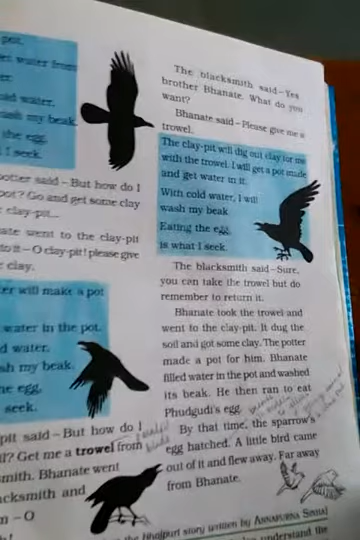 pot.
water from
ter.
cold water,
wash my beak.
the egg,
I seek.
potter said – But how do I
pot? Go and get some clay
clay-pit...
nate went to the clay-pit
to it – O clay-pit! please give
clay.
ter will make a pot
water in the pot.
d water,
sh my beak.
he egg,
seek.
pit said – But how do I
l? Get me a trowel from
smith. Bhanate went
acksmith and
n – O
The blacksmith said – Yes
brother Bhanate. What do you
want?
Bhanate said – Please give me a
trowel.
The clay-pit will dig out clay for me
with the trowel. I will get a pot made
and get water in it.
With cold water, I will
wash my beak
Eating the egg,
is what I seek.
The blacksmith said – Sure,
you can take the trowel but do
remember to return it.
Bhanate took the trowel and
went to the clay-pit. It dug the
soil and got some clay. The potter
made a pot for him. Bhanate
filled water in the pot and washed
its beak. He then ran to eat
Phudgudi's egg.
By that time, the sparrow's
egg hatched. A little bird came
out of it and flew away. Far away
from Bhanate.
story written by ANNAPURNA SINHA
understand the